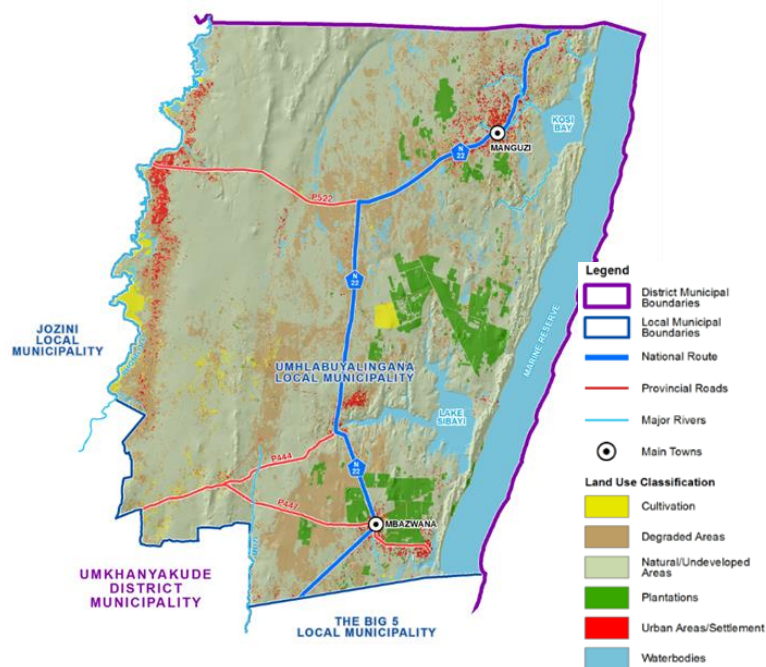 KOSI
BAY
MANGUZI
N
22
P522
N
22
JOZINI
LOCAL
MUNICIPALITY
UMHLABUYALINGANA
LOCAL MUNICIPALITY
MARINE RESERVE
LAKE
SIBAYI
P444
N
22
P447
MBAZWANA
UMKHANYAKUDE
DISTRICT
MUNICIPALITY
THE BIG 5
LOCAL MUNICIPALITY
Legend
District Municipal
Boundaries
Local Municipal
Boundaries
National Route
Provincial Roads
Major Rivers
Main Towns
Land Use Classification
Cultivation
Degraded Areas
Natural/Undeveloped
Areas
Plantations
Urban Areas/Settlement
Waterbodies